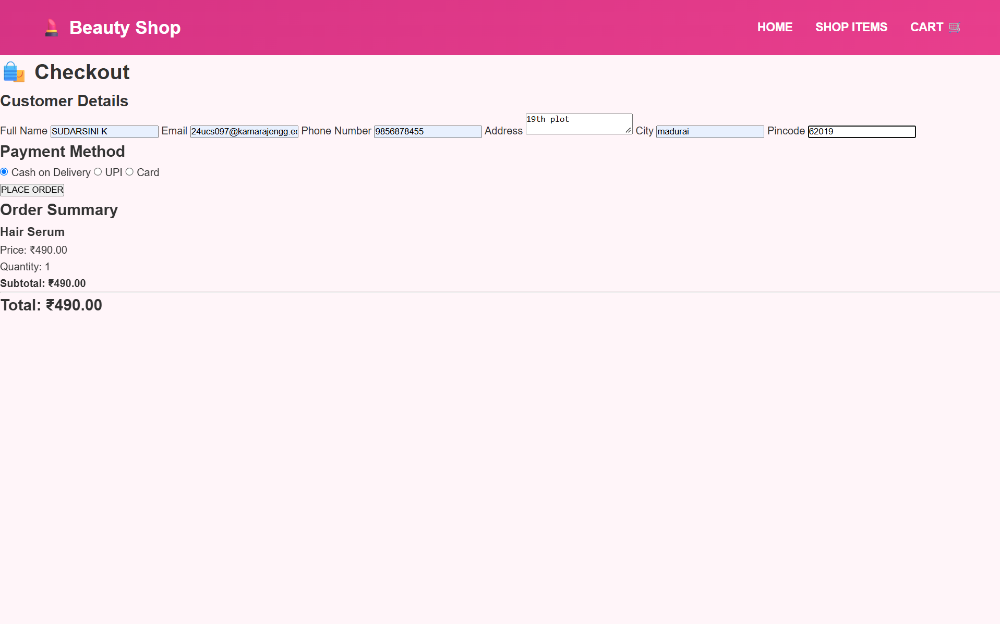 Beauty Shop HOME SHOP ITEMS CART
Checkout
Customer Details
Full Name SUDARSINI K Email 24ucs097@kamarajengg.ed Phone Number 9856878455 Address 19th plot City madurai Pincode 62019
Payment Method
Cash on Delivery UPI Card
PLACE ORDER
Order Summary
Hair Serum
Price: ₹490.00
Quantity: 1
Subtotal: ₹490.00
Total: ₹490.00